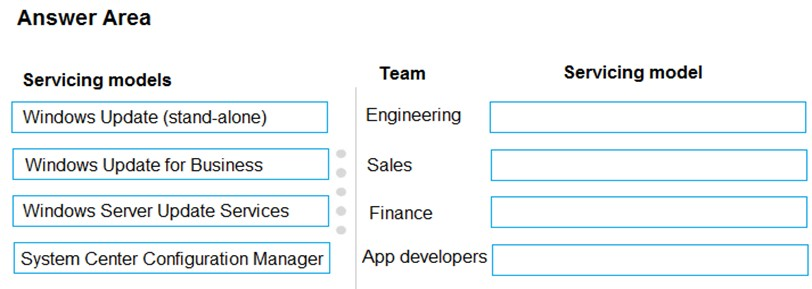 Answer Area
Servicing models
Team
Servicing model
Windows Update (stand-alone)
Engineering
Windows Update for Business
Sales
Windows Server Update Services
Finance
System Center Configuration Manager
App developers